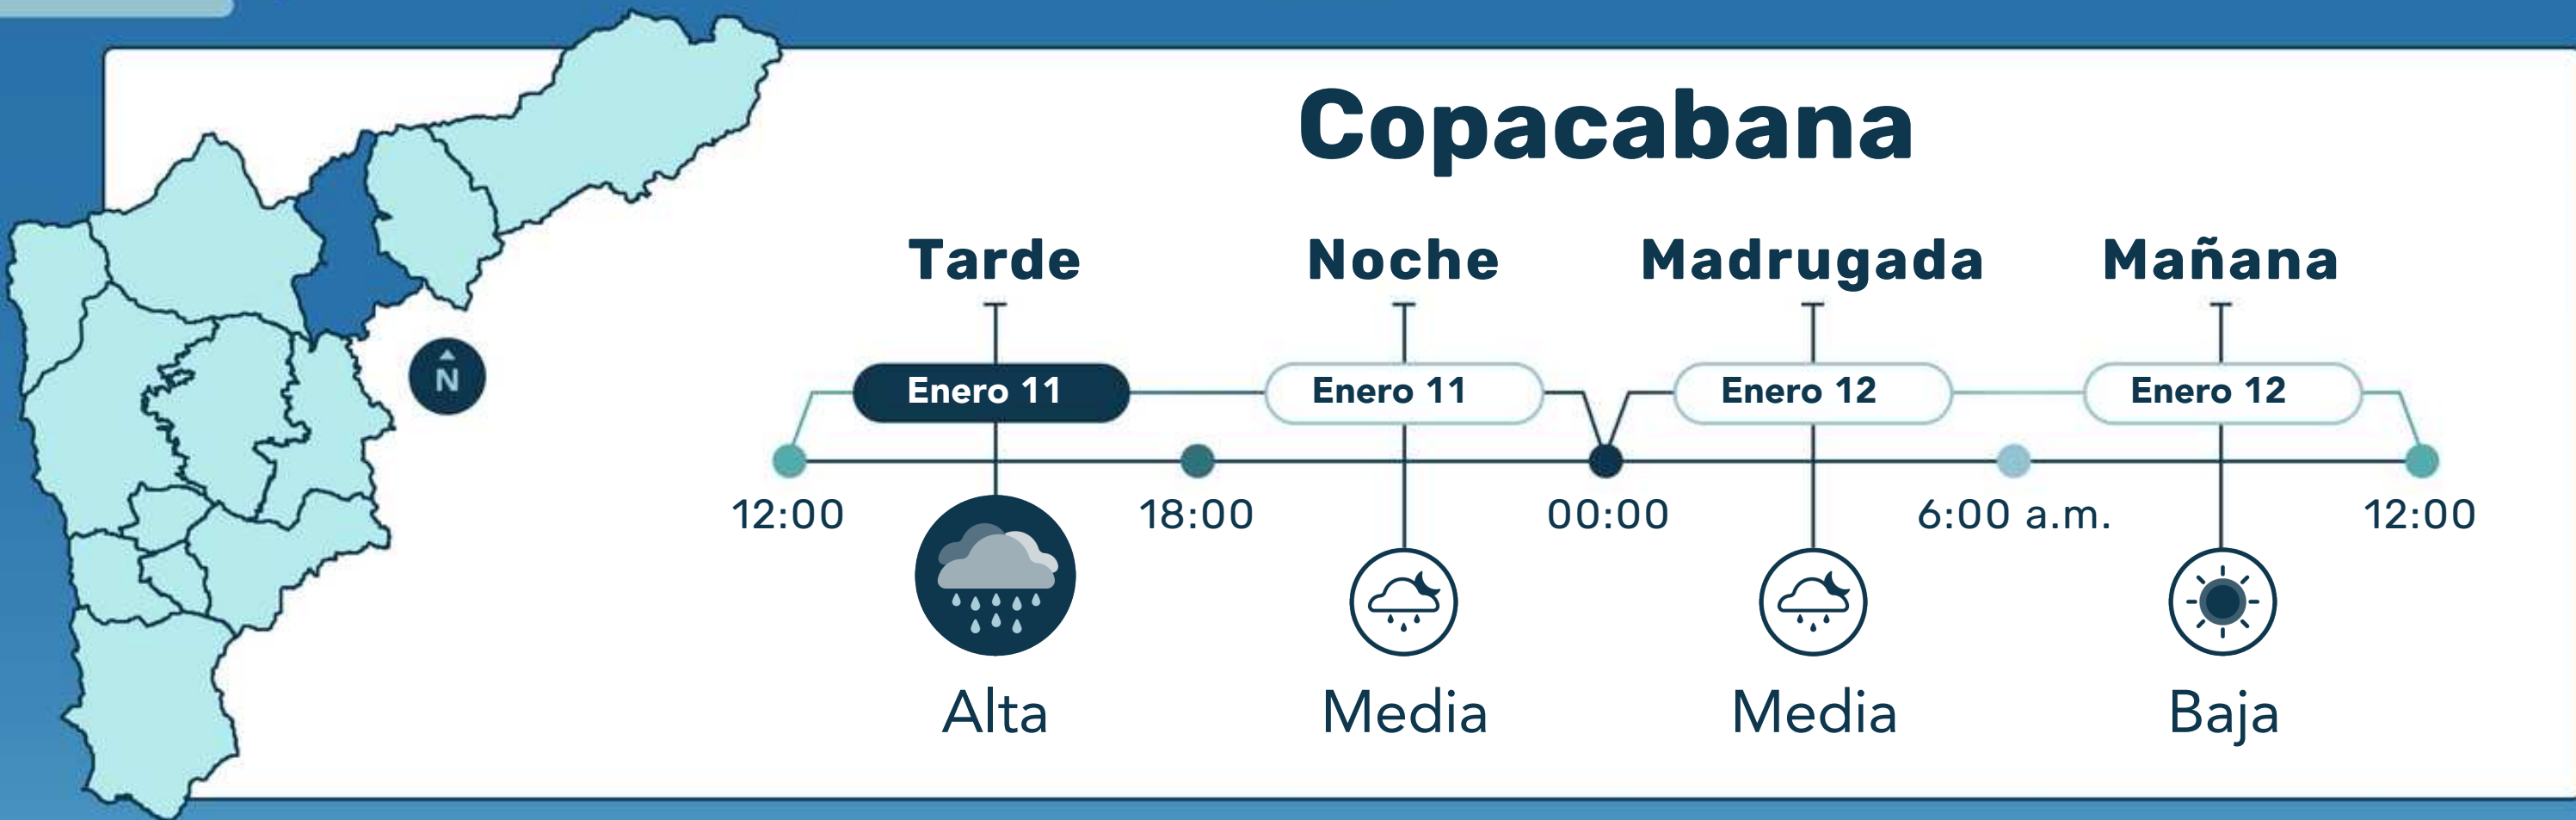 Copacabana
Tarde Noche Madrugada Mañana
Enero 11 Enero 11 Enero 12 Enero 12
N
12:00 18:00 00:00 6:00 a.m. 12:00
Alta Media Media Baja